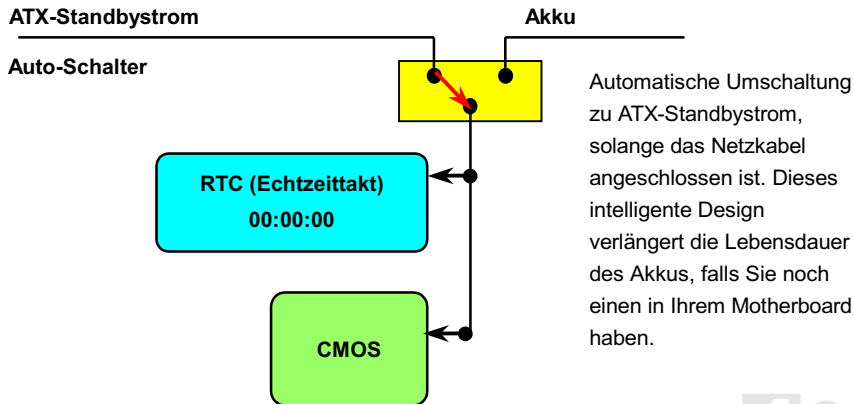 ATX-Standbystrom
Akku
Auto-Schalter
Automatische Umschaltung
zu ATX-Standbystrom,
solange das Netzkabel
angeschlossen ist. Dieses
intelligente Design
verlängert die Lebensdauer
des Akkus, falls Sie noch
einen in Ihrem Motherboard
haben.
RTC (Echtzeittakt)
00:00:00
CMOS